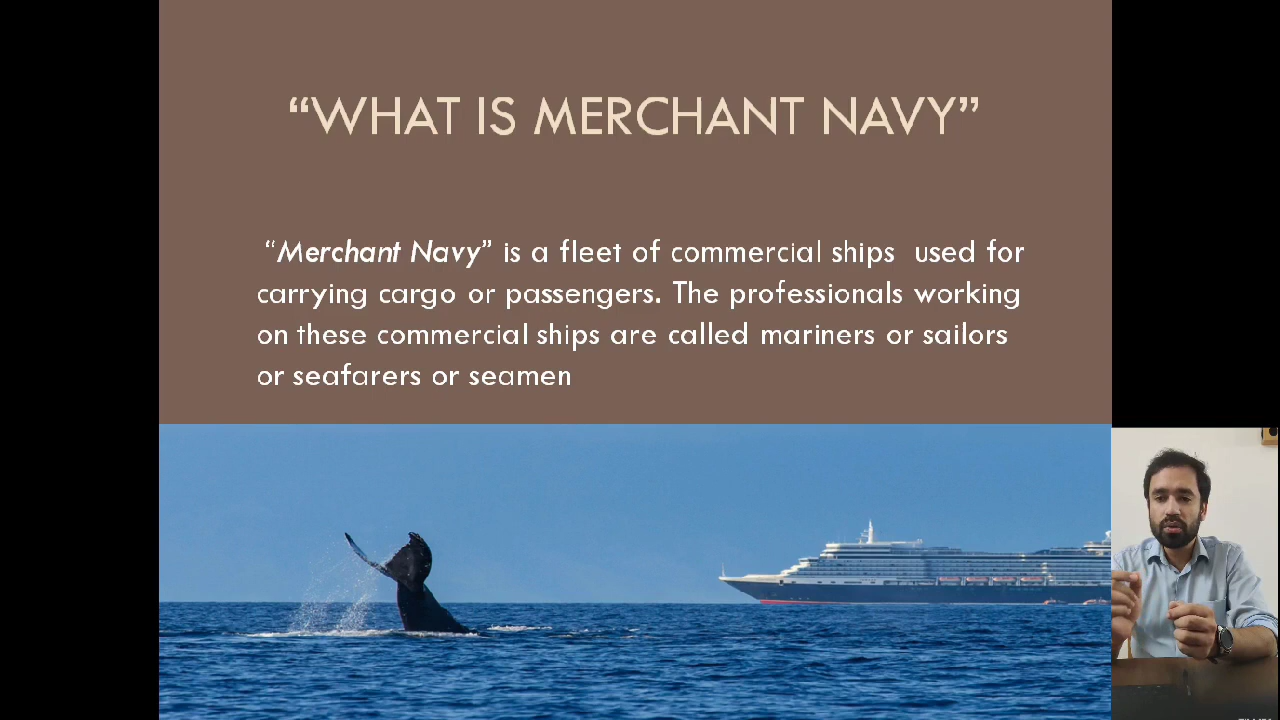 “WHAT IS MERCHANT NAVY”
“Merchant Navy” is a fleet of commercial ships used for
carrying cargo or passengers. The professionals working
on these commercial ships are called mariners or sailors
or seafarers or seamen